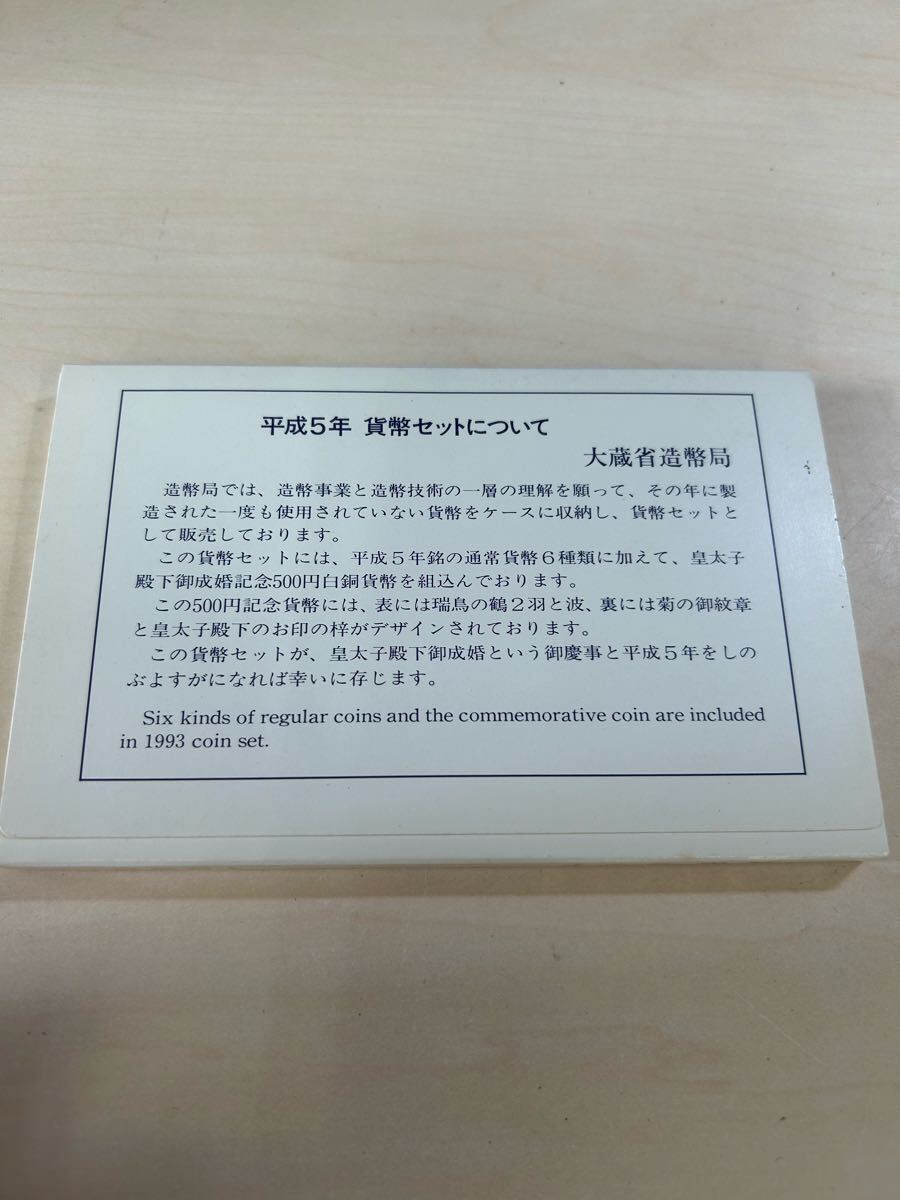 平成5年 貨幣セットについて
大蔵省造幣局
造幣局では、造幣事業と造幣技術の一層の理解を願って、その年に製
造された一度も使用されていない貨幣をケースに収納し、貨幣セットと
して販売しております。
この貨幣セットには、平成5年銘の通常貨幣6種類に加えて、皇太子
殿下御成婚記念500円白銅貨幣を組込んでおります。
この500円記念貨幣には、表には瑞鳥の鶴2羽と波、裏には菊の御紋章
と皇太子殿下のお印の梓がデザインされております。
この貨幣セットが、皇太子殿下御成婚という御慶事と平成5年をしの
ぶよすがになれば幸いに存じます。
Six kinds of regular coins and the commemorative coin are included
in 1993 coin set.